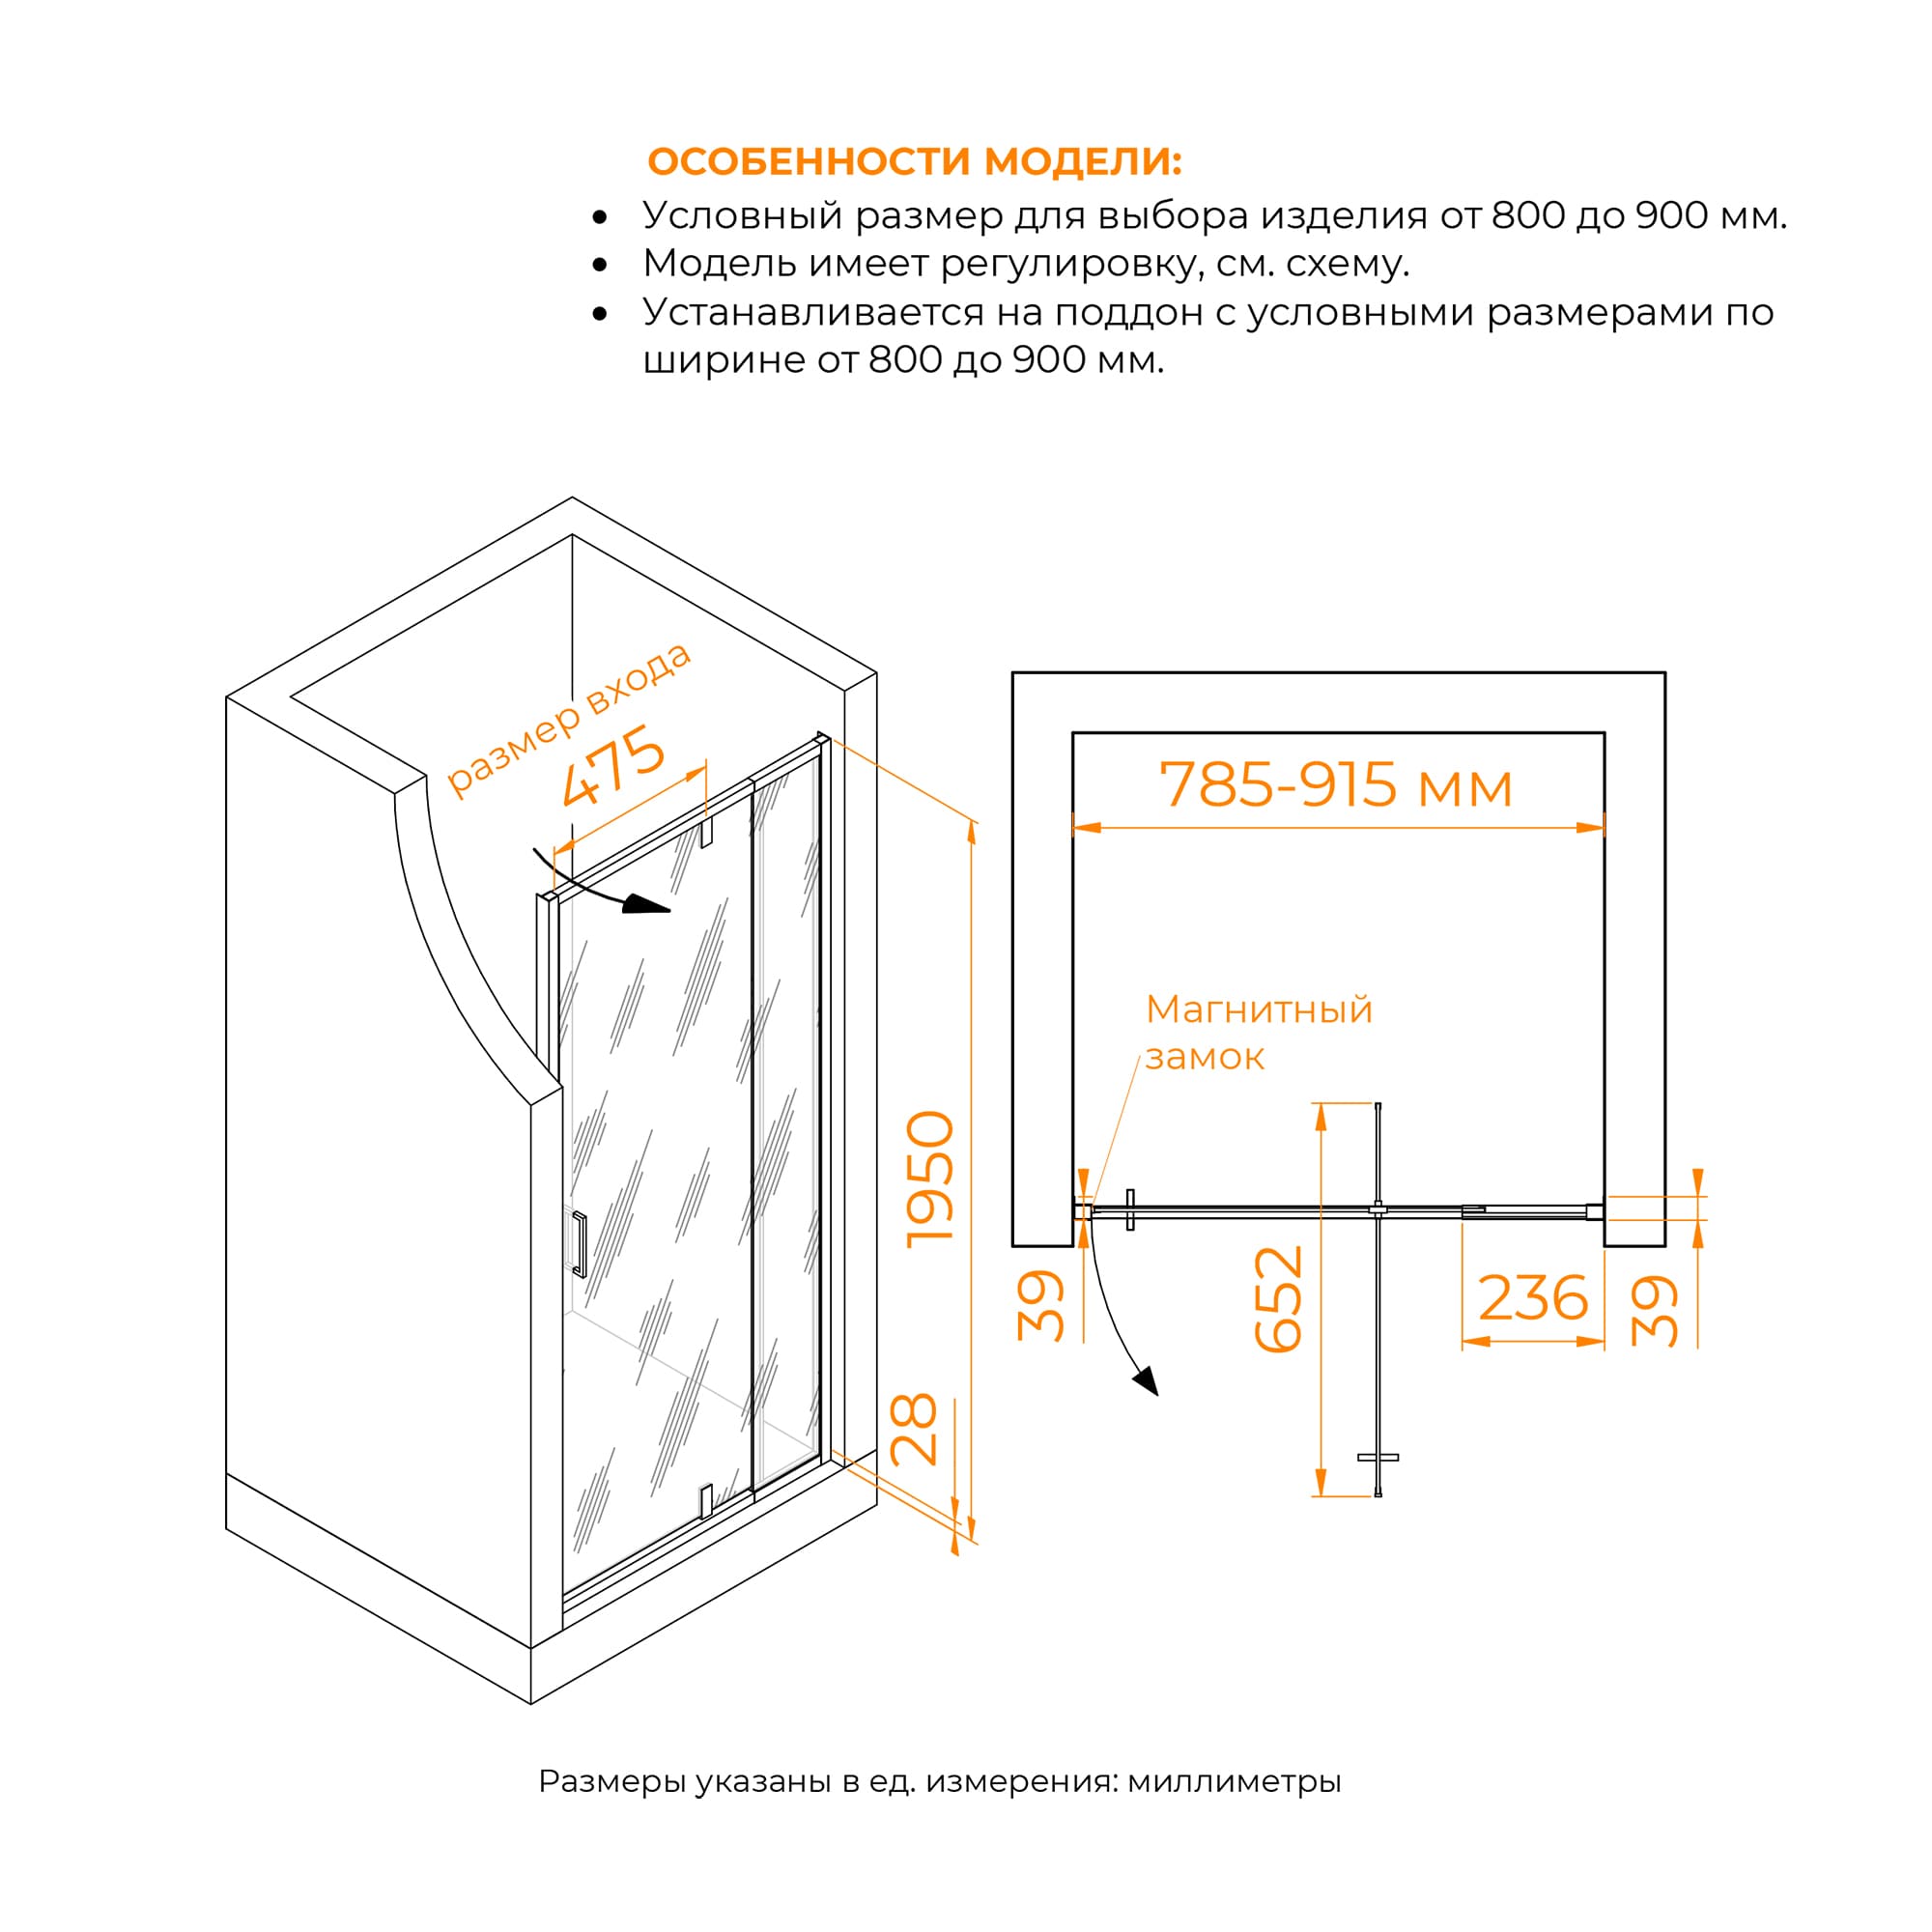 ОСОБЕННОСТИ МОДЕЛИ:
• Условный размер для выбора изделия от 800 до 900 мм.
• Модель имеет регулировку, см. схему.
• Устанавливается на поддон с условными размерами по
ширине от 800 до 900 мм.
размер входа
475
1950
28
785-915 мм
Магнитный
замок
39
652
236
39
Размеры указаны в ед. измерения: миллиметры